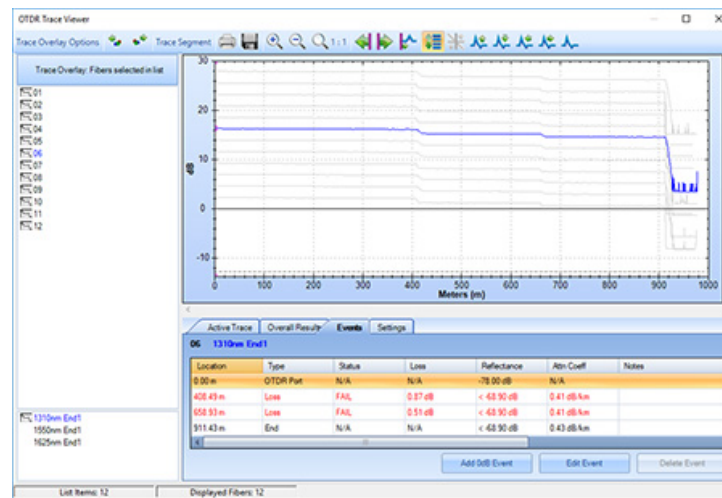 OTDR Trace Viewer
Trace Overlay Options Trace Segment 1:1
Trace Overlay: Fibers selected in list
01
02
03
04
05
06
07
08
09
10
11
12
1310nm End1
1550nm End1
1625nm End1
dB
30
20
10
0
-10
0 100 200 300 400 500 600 700 800 900 1000
Meters (m)
Active Trace Overall Results Events Settings
06 1310nm End1
Location Type Status Loss Reflectance Attn Coeff Notes
0.00 m OTDR Port N/A N/A -78.00 dB N/A
408.49 m Loss FAIL 0.87 dB < -68.90 dB 0.41 dB/km
658.93 m Loss FAIL 0.51 dB < -68.90 dB 0.41 dB/km
911.43 m End N/A N/A < -68.90 dB 0.43 dB/km
Add 0dB Event Edit Event Delete Event
List Items: 12 Displayed Fibers: 12